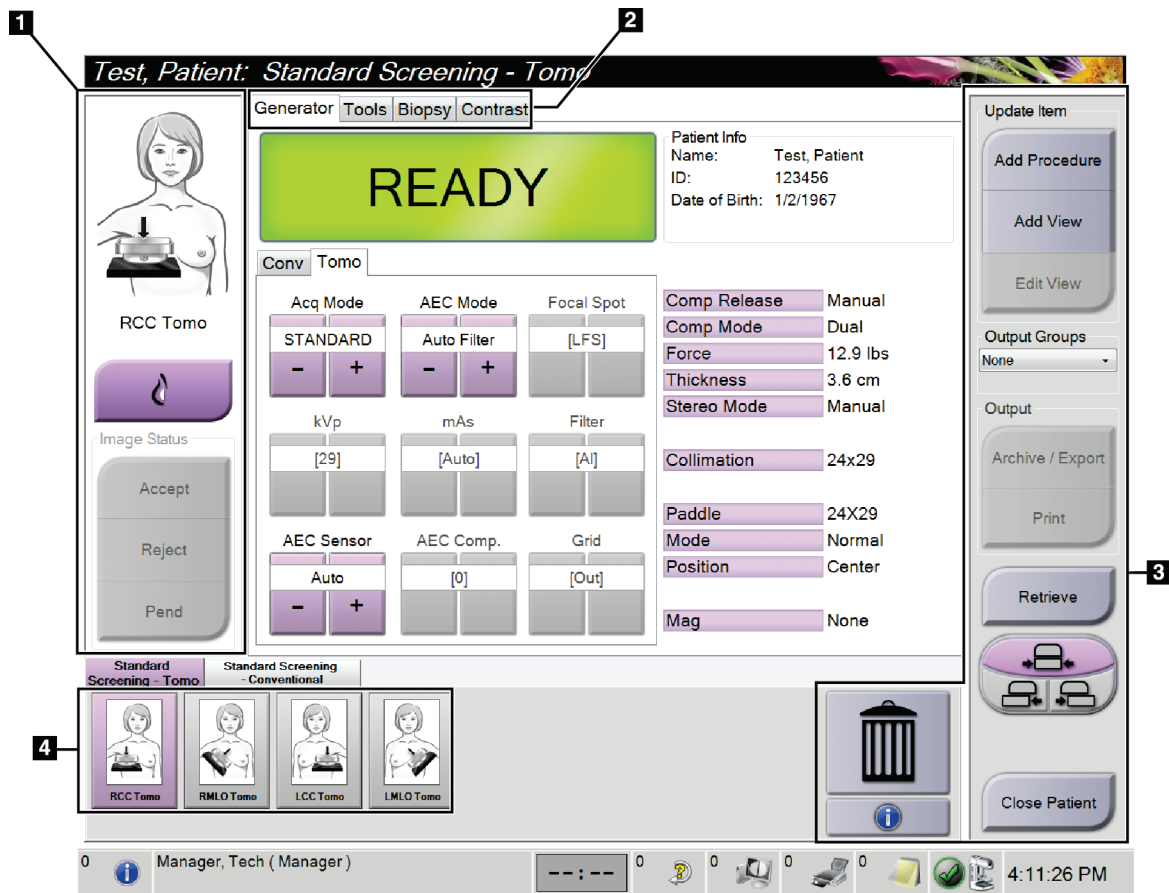 1
2
Test, Patient: Standard Screening - Tomo
Generator Tools Biopsy Contrast
READY
Patient Info
Name: Test, Patient
ID: 123456
Date of Birth: 1/2/1967
RCC Tomo
Image Status
Accept
Reject
Pend
Conv Tomo
Acq Mode AEC Mode Focal Spot
STANDARD Auto Filter [LFS]
- + - +
kVp mAs Filter
[29] [Auto] [Al]
AEC Sensor AEC Comp. Grid
Auto [0] [Out]
- +
Comp Release Manual
Comp Mode Dual
Force 12.9 lbs
Thickness 3.6 cm
Stereo Mode Manual
Collimation 24x29
Paddle 24X29
Mode Normal
Position Center
Mag None
Update Item
Add Procedure
Add View
Edit View
Output Groups
None
Output
Archive / Export
Print
3
Retrieve
Close Patient
Standard
Screening - Tomo
Standard Screening
- Conventional
4
RCC Tomo RMLO Tomo LCC Tomo LMLO Tomo
0 i Manager, Tech ( Manager ) --:-- 0 ? 0 0 0 4:11:26 PM
i